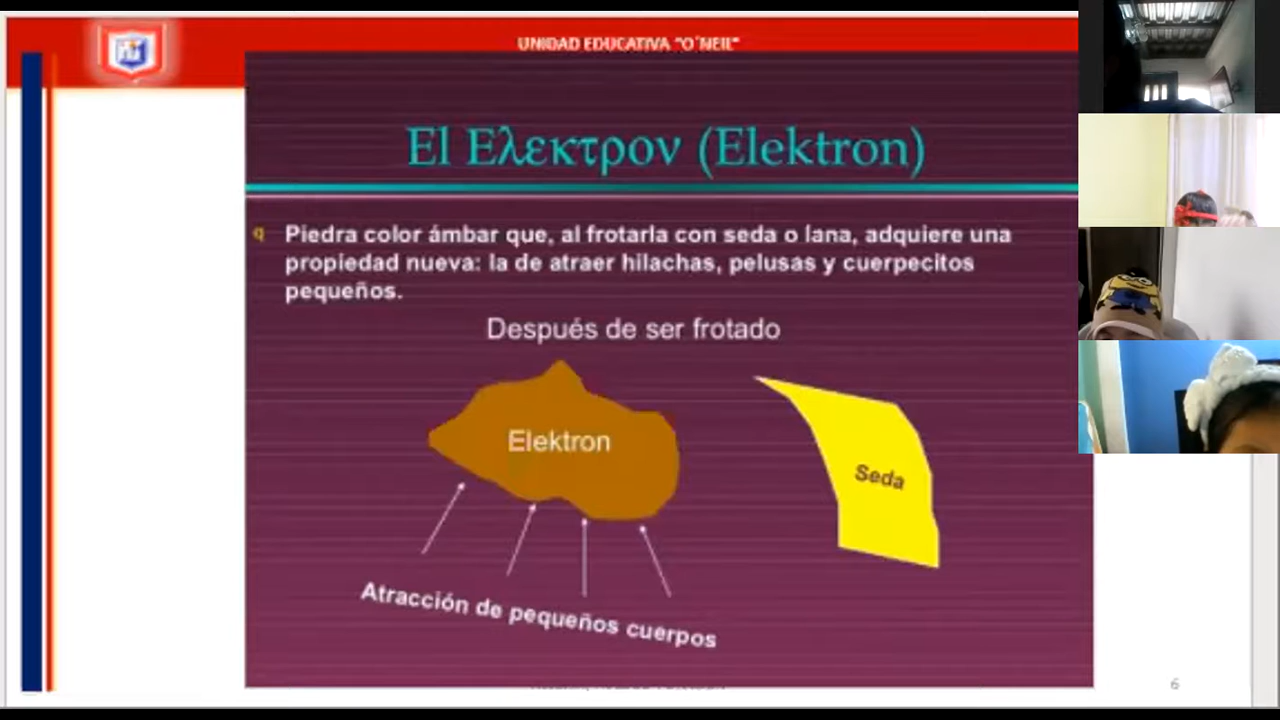 UNIDAD EDUCATIVA "O´NEIL"
El Ελεκτρον (Elektron)
q Piedra color ámbar que, al frotarla con seda o lana, adquiere una
propiedad nueva: la de atraer hilachas, pelusas y cuerpecitos
pequeños.
Después de ser frotado
Elektron
Seda
Atracción de pequeños cuerpos
6